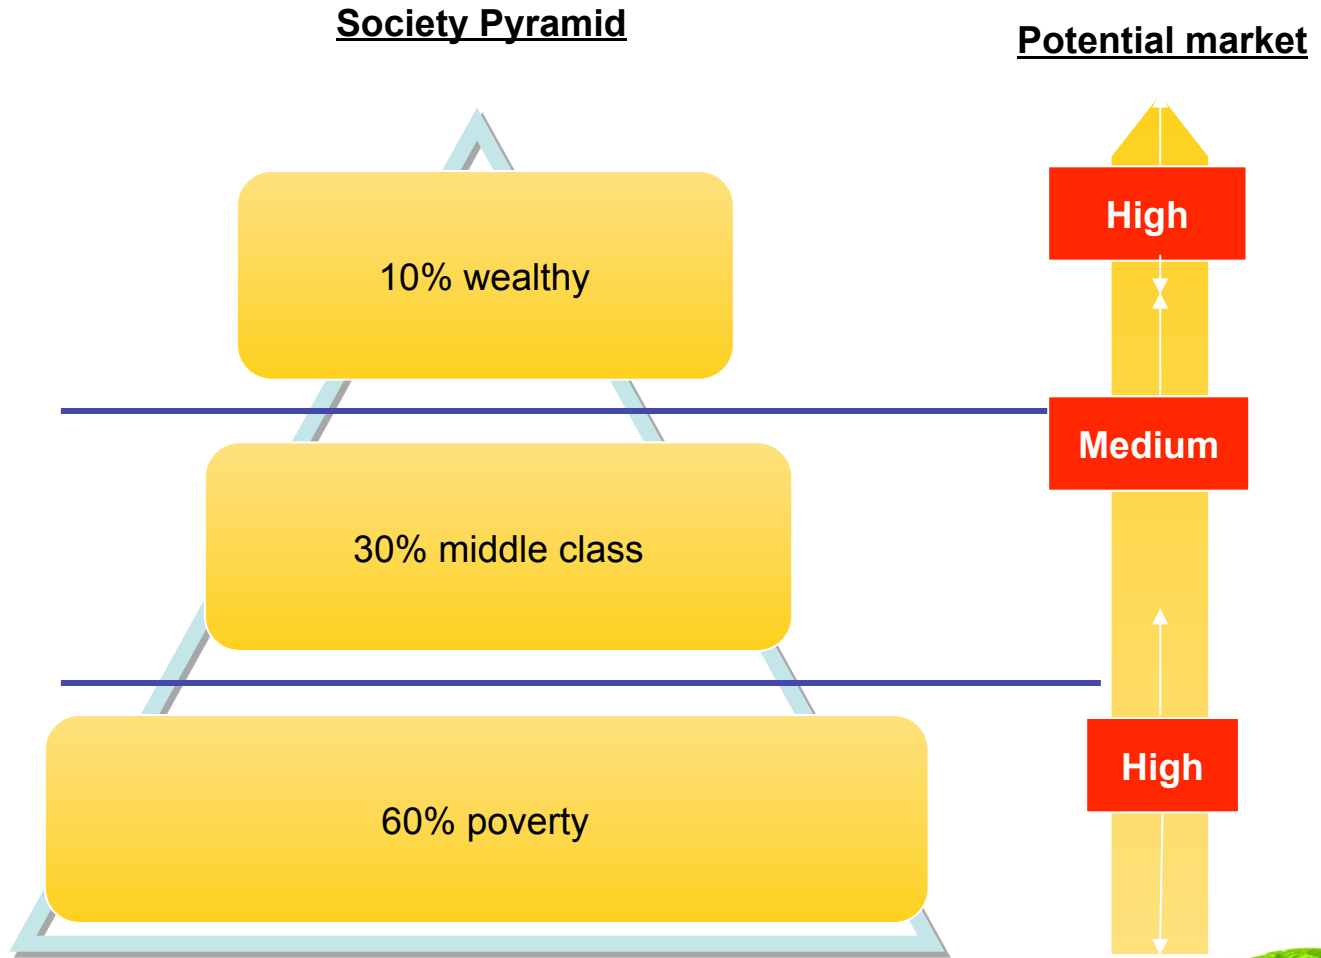 Society Pyramid
Potential market
High
10% wealthy
Medium
30% middle class
High
60% poverty